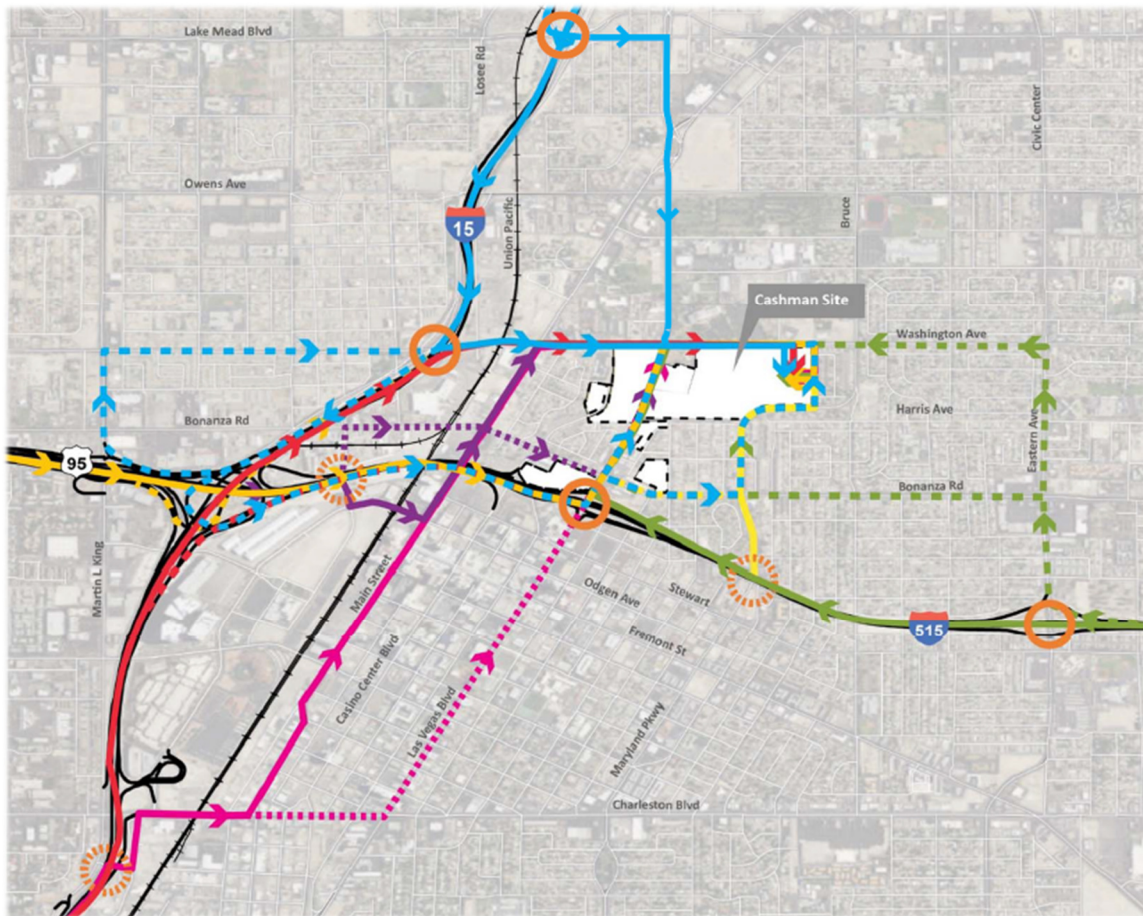 Lake Mead Blvd
Losee Rd
Civic Center
Owens Ave
15
Union Pacific
Bruce
Cashman Site
Washington Ave
Bonanza Rd
Harris Ave
95
Eastern Ave
Bonanza Rd
Martin L King
Main Street
Odgen Ave
Stewart
515
Fremont St
Casino Center Blvd
Las Vegas Blvd
Maryland Pkwy
Charleston Blvd